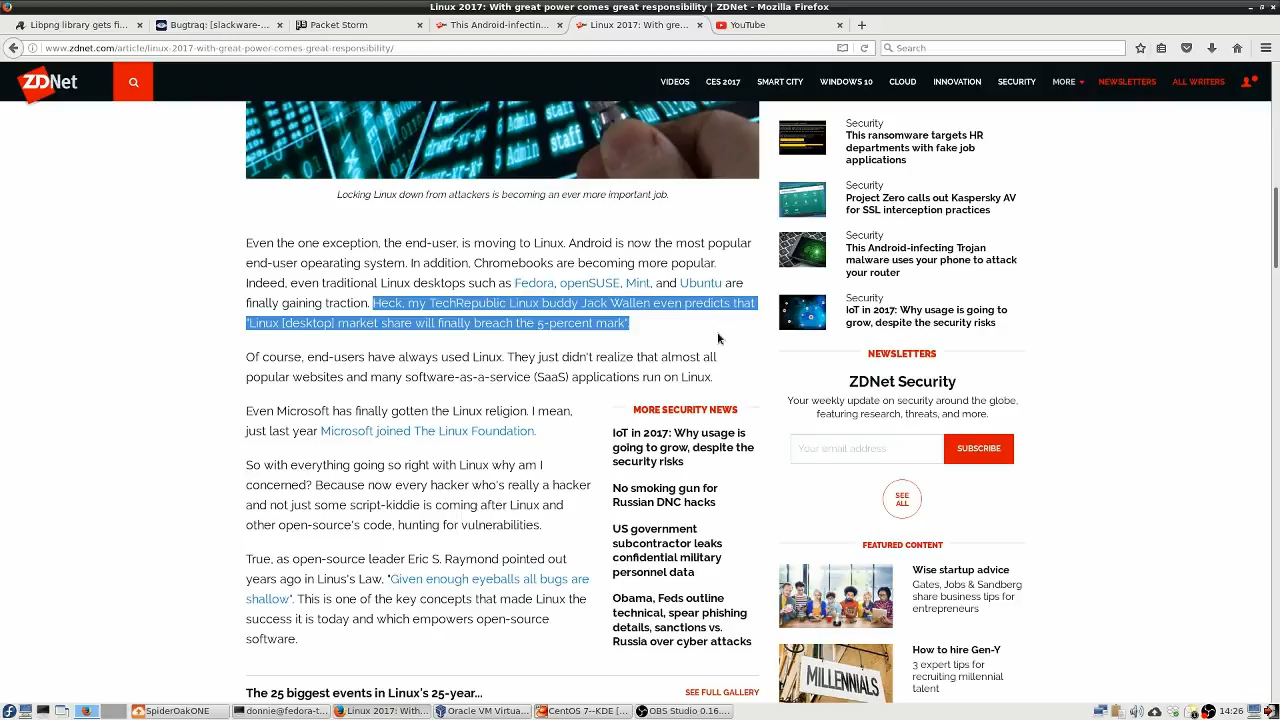 Linux 2017: With great power comes great responsibility | ZDNet - Mozilla Firefox
Libpng library gets fi...
Bugtraq: [slackware-...
Packet Storm
This Android-infectin...
Linux 2017: With gre...
YouTube
www.zdnet.com/article/linux-2017-with-great-power-comes-great-responsibility/
Search
ZDNet
VIDEOS CES 2017 SMART CITY WINDOWS 10 CLOUD INNOVATION SECURITY MORE NEWSLETTERS ALL WRITERS
Locking Linux down from attackers is becoming an ever more important job.
Even the one exception, the end-user, is moving to Linux. Android is now the most popular
end-user operating system. In addition, Chromebooks are becoming more popular.
Indeed, even traditional Linux desktops such as Fedora, openSUSE, Mint, and Ubuntu are
finally gaining traction. Heck, my TechRepublic Linux buddy Jack Wallen even predicts that
"Linux [desktop] market share will finally breach the 5-percent mark".
Of course, end-users have always used Linux. They just didn't realize that almost all
popular websites and many software-as-a-service (SaaS) applications run on Linux.
Even Microsoft has finally gotten the Linux religion. I mean,
just last year Microsoft joined The Linux Foundation.
So with everything going so right with Linux why am I
concerned? Because now every hacker who's really a hacker
and not just some script-kiddie is coming after Linux and
other open-source's code, hunting for vulnerabilities.
True, as open-source leader Eric S. Raymond pointed out
years ago in Linus's Law, "Given enough eyeballs all bugs are
shallow". This is one of the key concepts that made Linux the
success it is today and which empowers open-source
software.
MORE SECURITY NEWS
IoT in 2017: Why usage is
going to grow, despite the
security risks
No smoking gun for
Russian DNC hacks
US government
subcontractor leaks
confidential military
personnel data
Obama, Feds outline
technical, spear phishing
details, sanctions vs.
Russia over cyber attacks
The 25 biggest events in Linux's 25-year...
SEE FULL GALLERY
Security
This ransomware targets HR
departments with fake job
applications
Security
Project Zero calls out Kaspersky AV
for SSL interception practices
Security
This Android-infecting Trojan
malware uses your phone to attack
your router
Security
IoT in 2017: Why usage is going to
grow, despite the security risks
NEWSLETTERS
ZDNet Security
Your weekly update on security around the globe,
featuring research, threats, and more.
Your email address
SUBSCRIBE
SEE
ALL
FEATURED CONTENT
Wise startup advice
Gates, Jobs & Sandberg
share business tips for
entrepreneurs
How to hire Gen-Y
3 expert tips for
recruiting millennial
talent
MILLENNIALS
SpiderOakONE
donnie@fedora-t...
Linux 2017: With...
Oracle VM Virtua...
CentOS 7--KDE [...
OBS Studio 0.16....
14:26